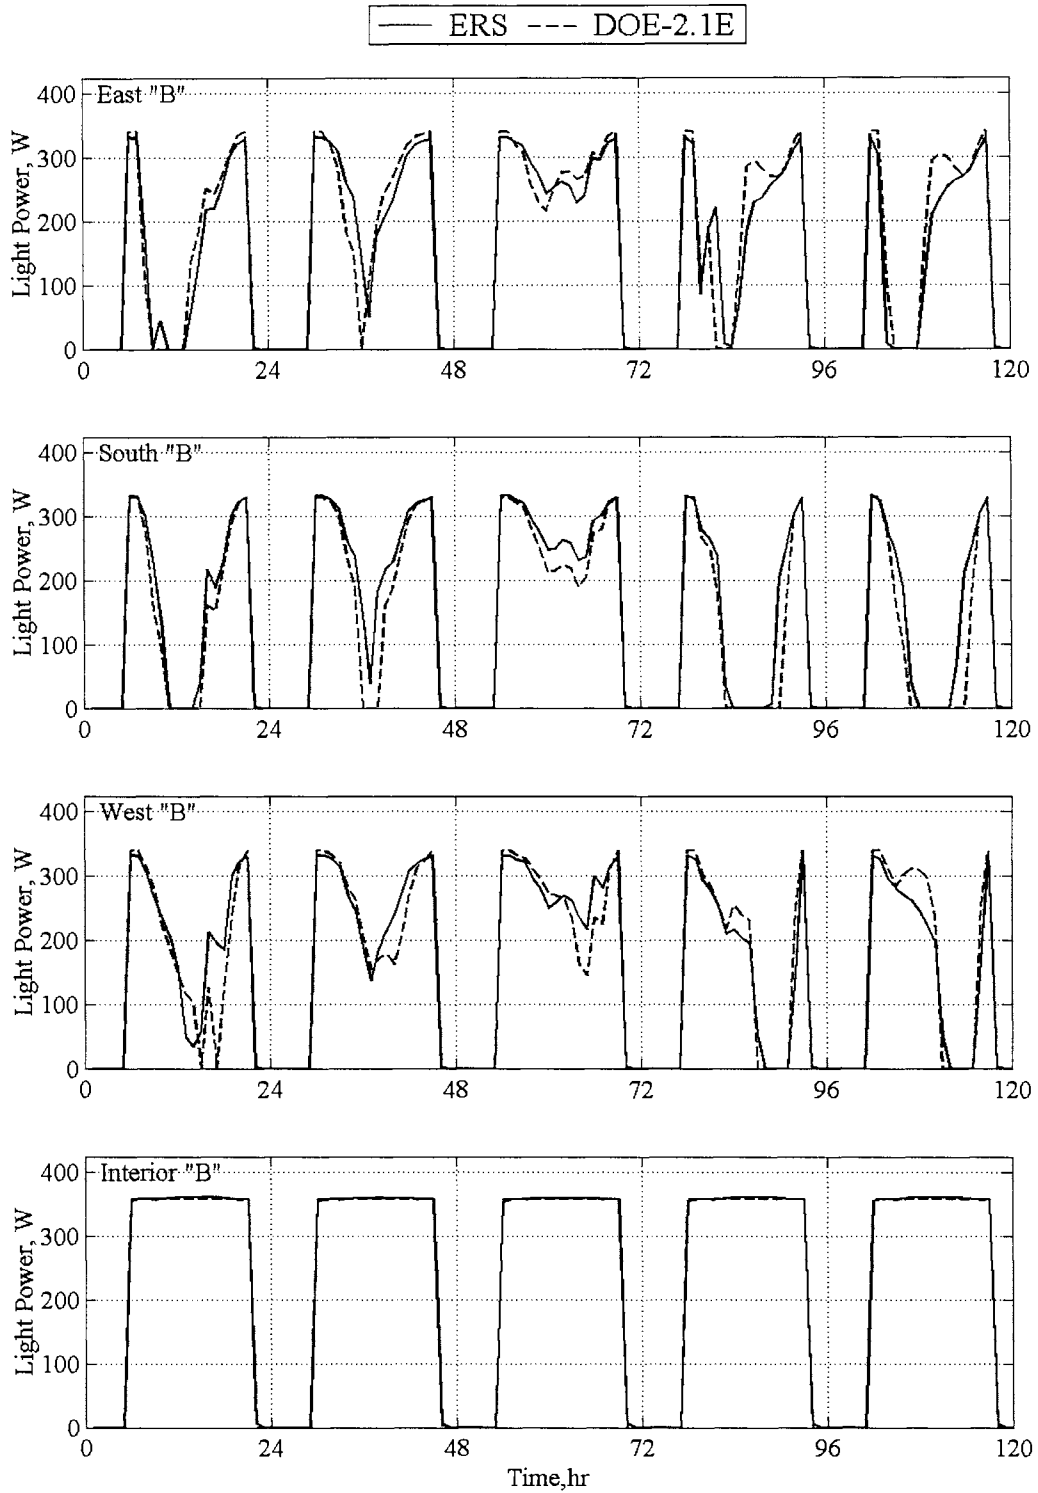 ERS DOE-2.1E
East "B"
Light Power, W
400
300
200
100
0
0 24 48 72 96 120
South "B"
Light Power, W
400
300
200
100
0
0 24 48 72 96 120
West "B"
Light Power, W
400
300
200
100
0
0 24 48 72 96 120
Interior "B"
Light Power, W
400
300
200
100
0
0 24 48 72 96 120
Time,hr